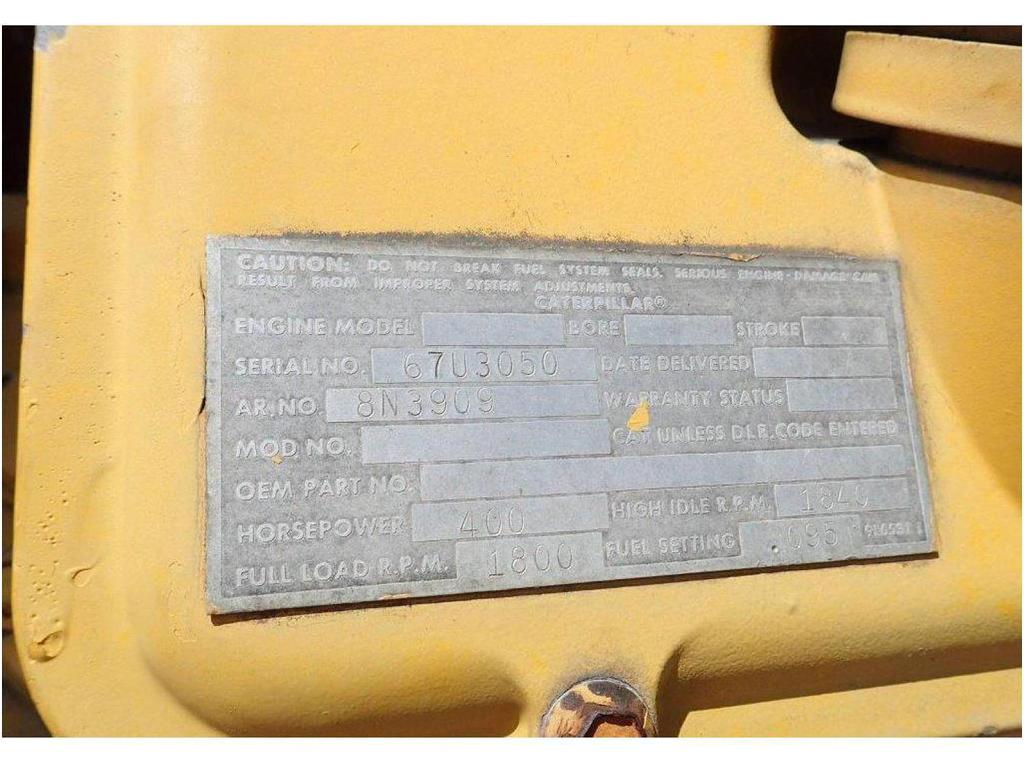 CAUTION: DO NOT BREAK FUEL SYSTEM SEALS. SERIOUS ENGINE DAMAGE CAN
RESULT FROM IMPROPER SYSTEM ADJUSTMENTS.
CATERPILLAR®
ENGINE MODEL BORE STROKE
SERIAL NO. 67U3050 DATE DELIVERED
AR. NO. 8N3909 WARRANTY STATUS
MOD NO. CAT UNLESS DLR. CODE ENTERED
OEM PART NO.
HORSEPOWER 400 HIGH IDLE R.P.M. 1840
FULL LOAD R.P.M. 1800 FUEL SETTING .095